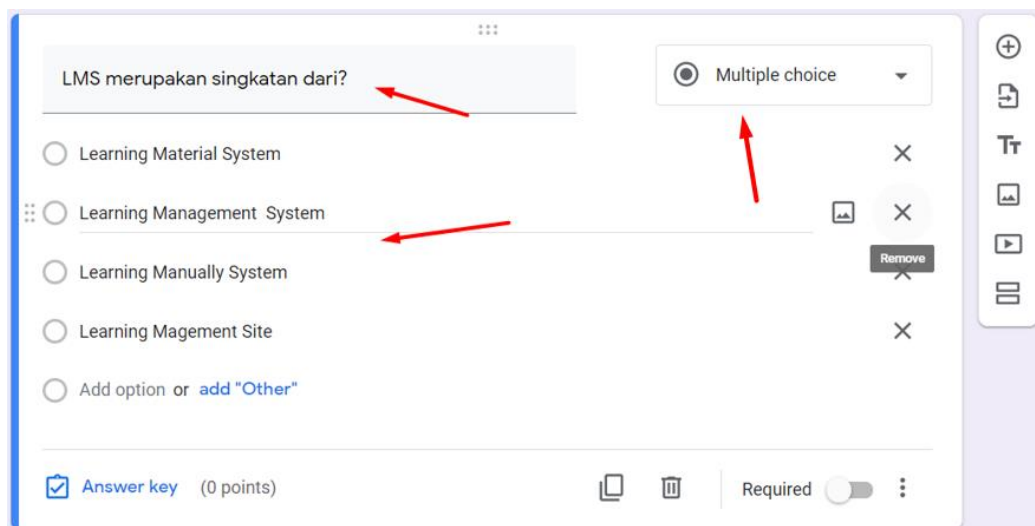 LMS merupakan singkatan dari?
Multiple choice
Learning Material System
Learning Management  System
Remove
Learning Manually System
Learning Magement Site
Add option or add "Other"
Answer key (0 points)
Required
Tт